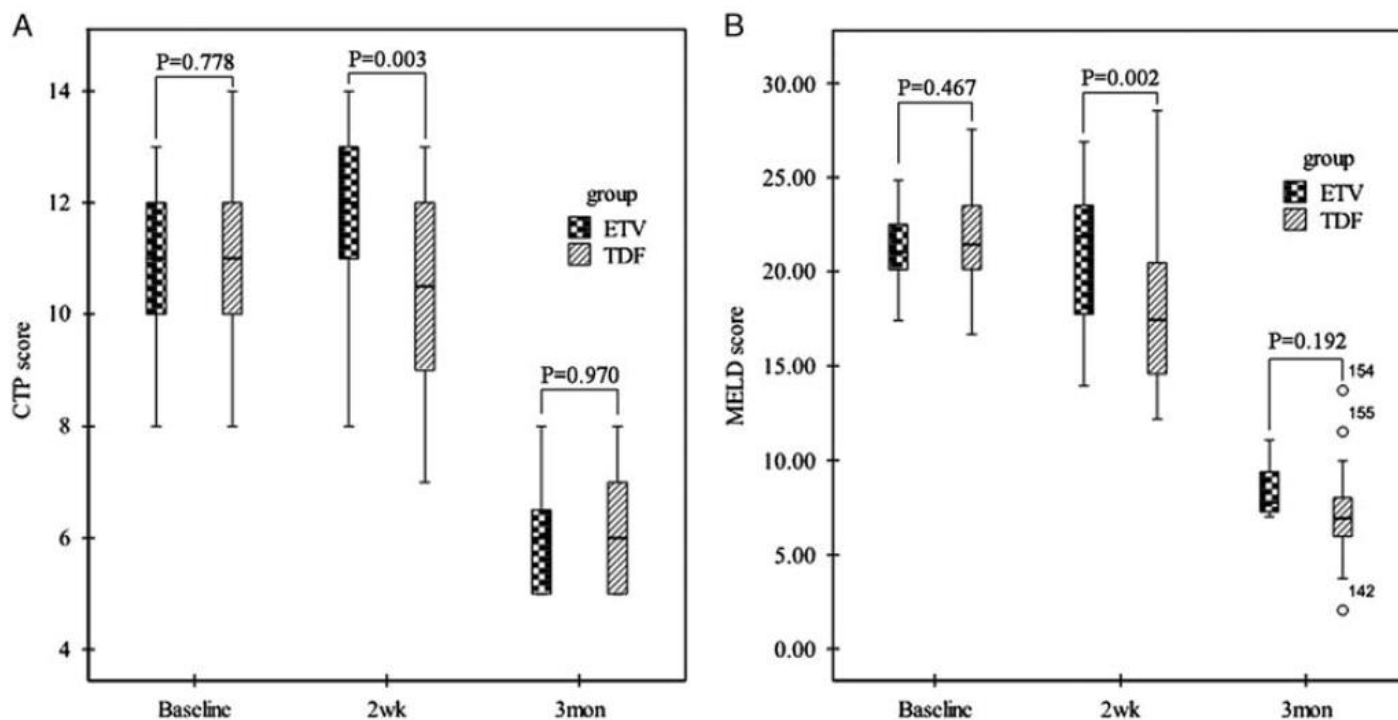 A
P=0.778
P=0.003
P=0.970
group
ETV
TDF
CTP score
14
12
10
8
6
4
Baseline
2wk
3mon
B
P=0.467
P=0.002
P=0.192
group
ETV
TDF
154
155
142
MELD score
30.00
25.00
20.00
15.00
10.00
5.00
0.00
Baseline
2wk
3mon